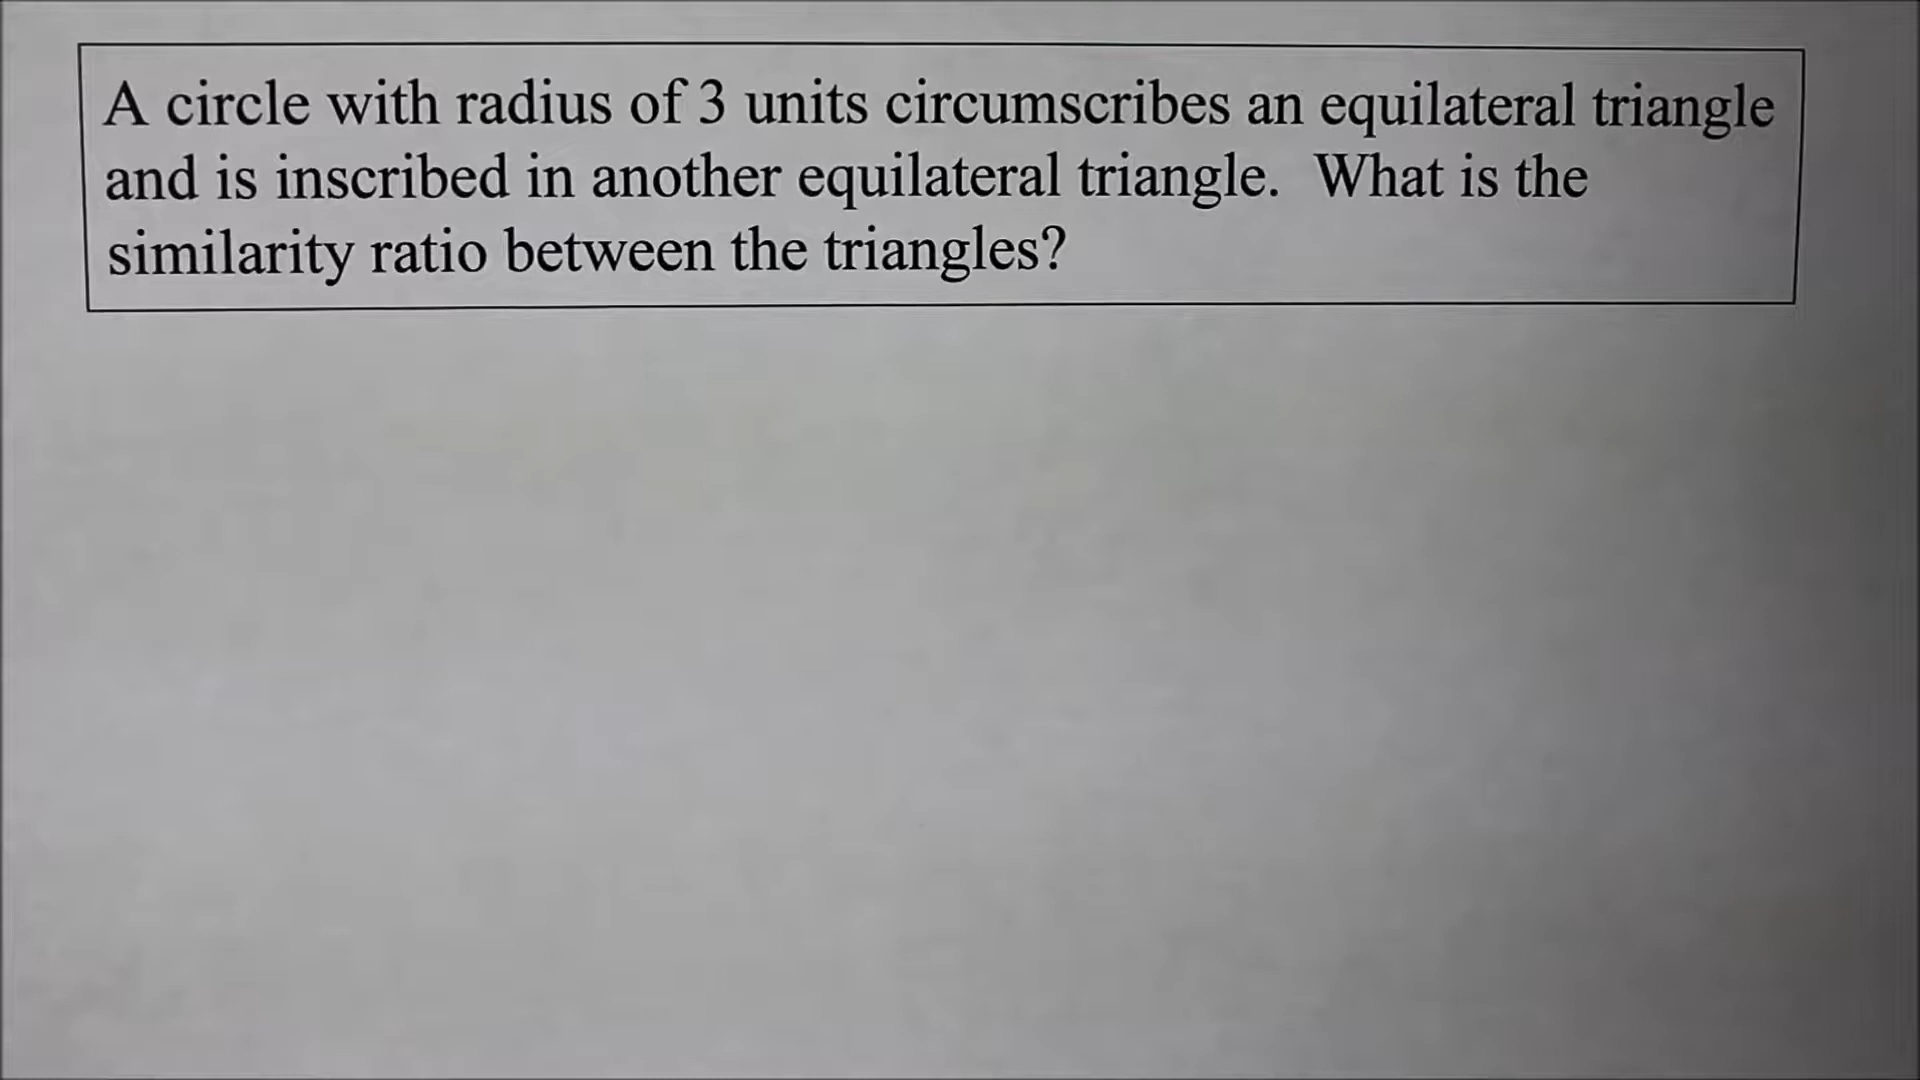 A circle with radius of 3 units circumscribes an equilateral triangle
and is inscribed in another equilateral triangle. What is the
similarity ratio between the triangles?